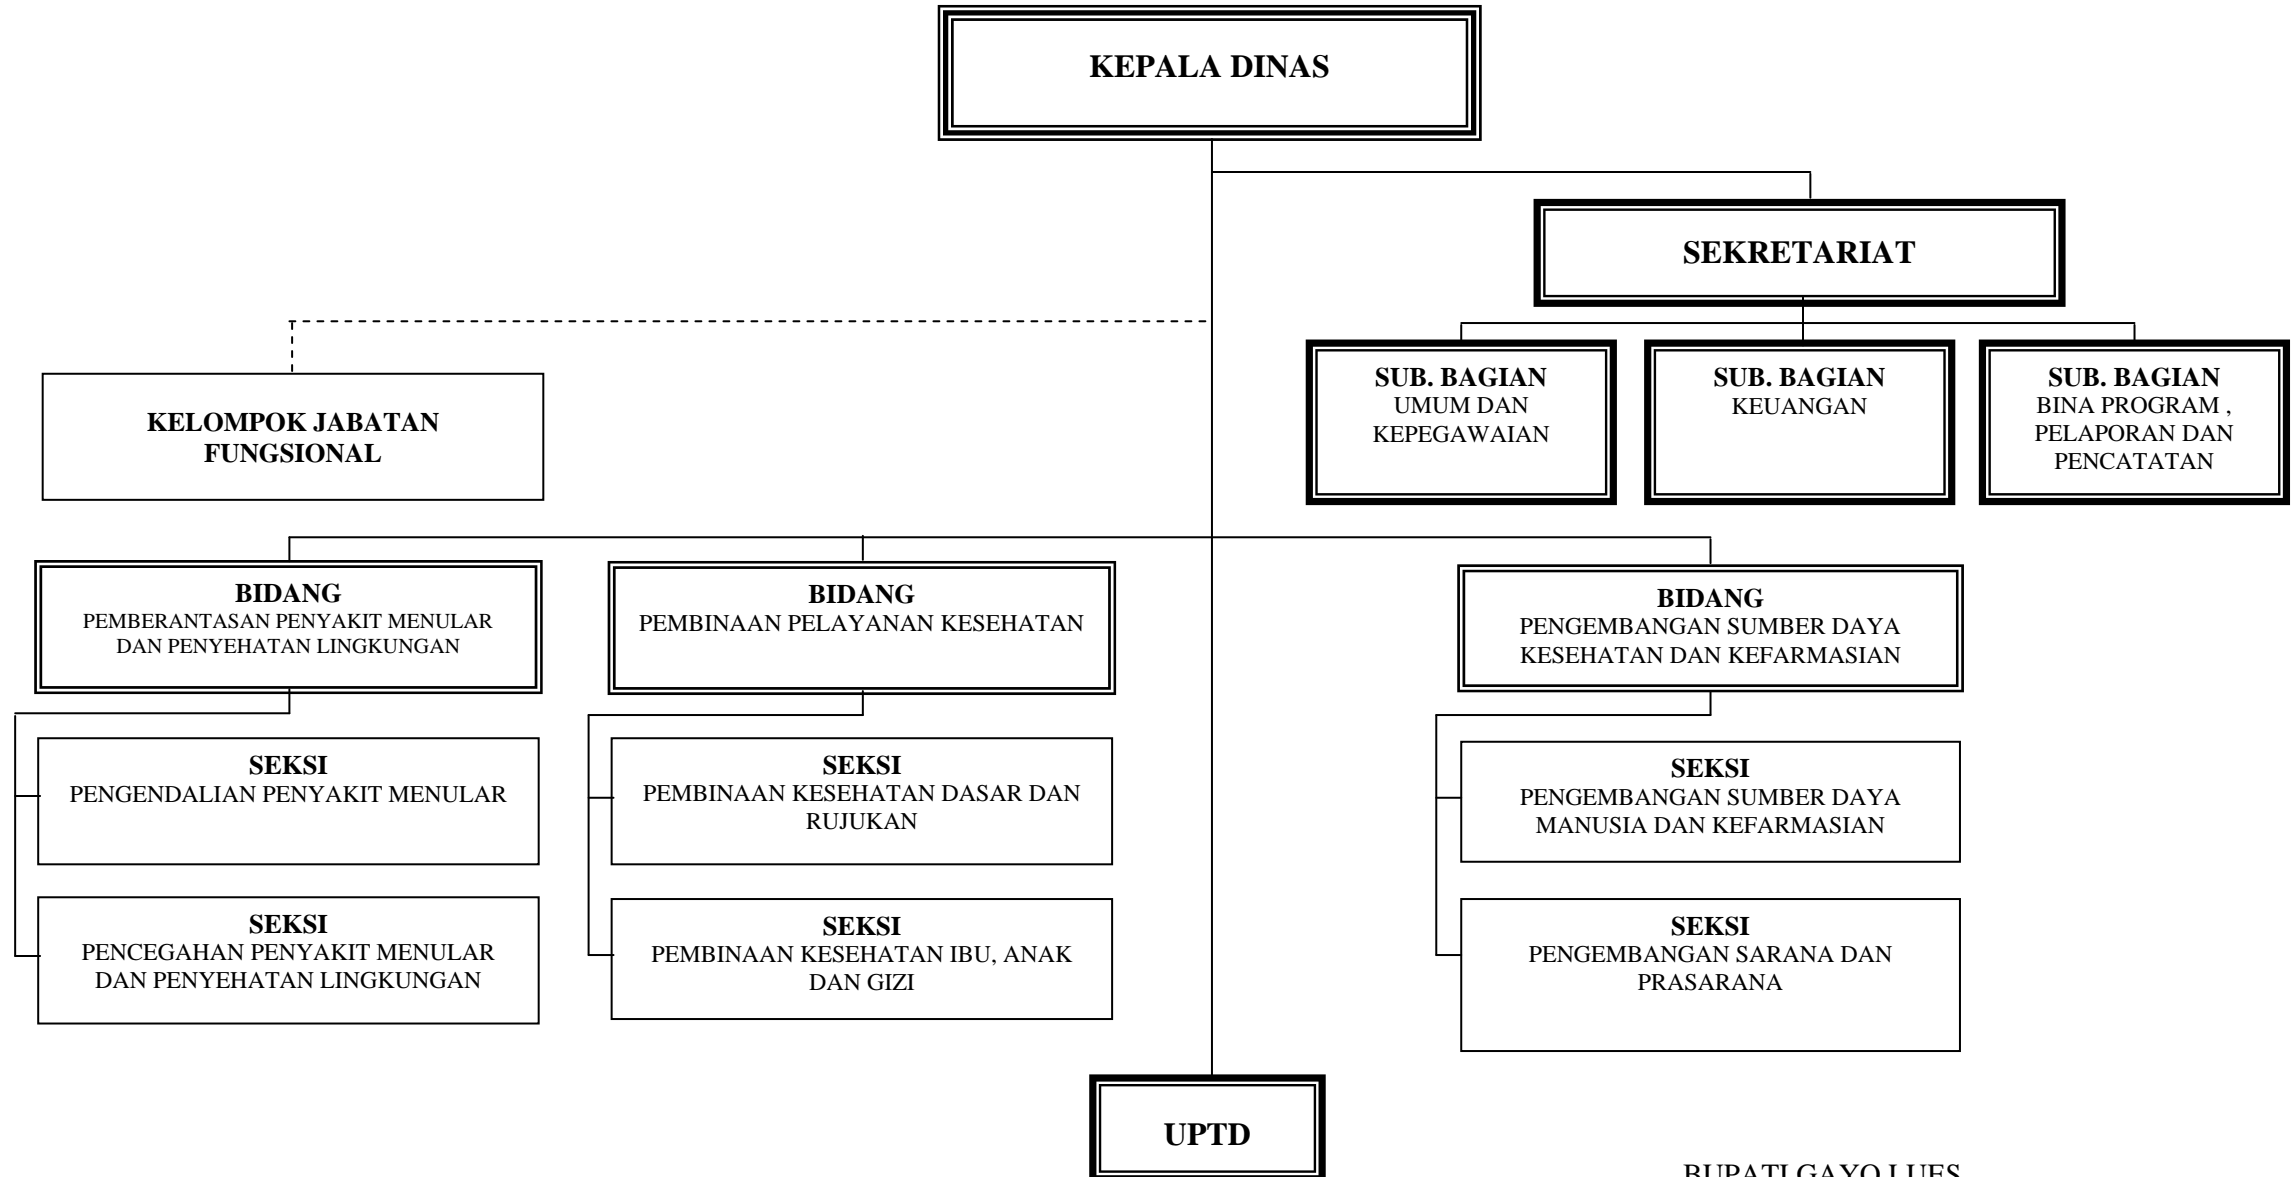 KEPALA DINAS
SEKRETARIAT
SUB. BAGIAN
UMUM DAN
KEPEGAWAIAN
SUB. BAGIAN
KEUANGAN
SUB. BAGIAN
BINA PROGRAM ,
PELAPORAN DAN
PENCATATAN
KELOMPOK JABATAN
FUNGSIONAL
BIDANG
PEMBERANTASAN PENYAKIT MENULAR
DAN PENYEHATAN LINGKUNGAN
BIDANG
PEMBINAAN PELAYANAN KESEHATAN
BIDANG
PENGEMBANGAN SUMBER DAYA
KESEHATAN DAN KEFARMASIAN
SEKSI
PENGENDALIAN PENYAKIT MENULAR
SEKSI
PEMBINAAN KESEHATAN DASAR DAN
RUJUKAN
SEKSI
PENGEMBANGAN SUMBER DAYA
MANUSIA DAN KEFARMASIAN
SEKSI
PENCEGAHAN PENYAKIT MENULAR
DAN PENYEHATAN LINGKUNGAN
SEKSI
PEMBINAAN KESEHATAN IBU, ANAK
DAN GIZI
SEKSI
PENGEMBANGAN SARANA DAN
PRASARANA
UPTD
BUPATI GAYO LUES